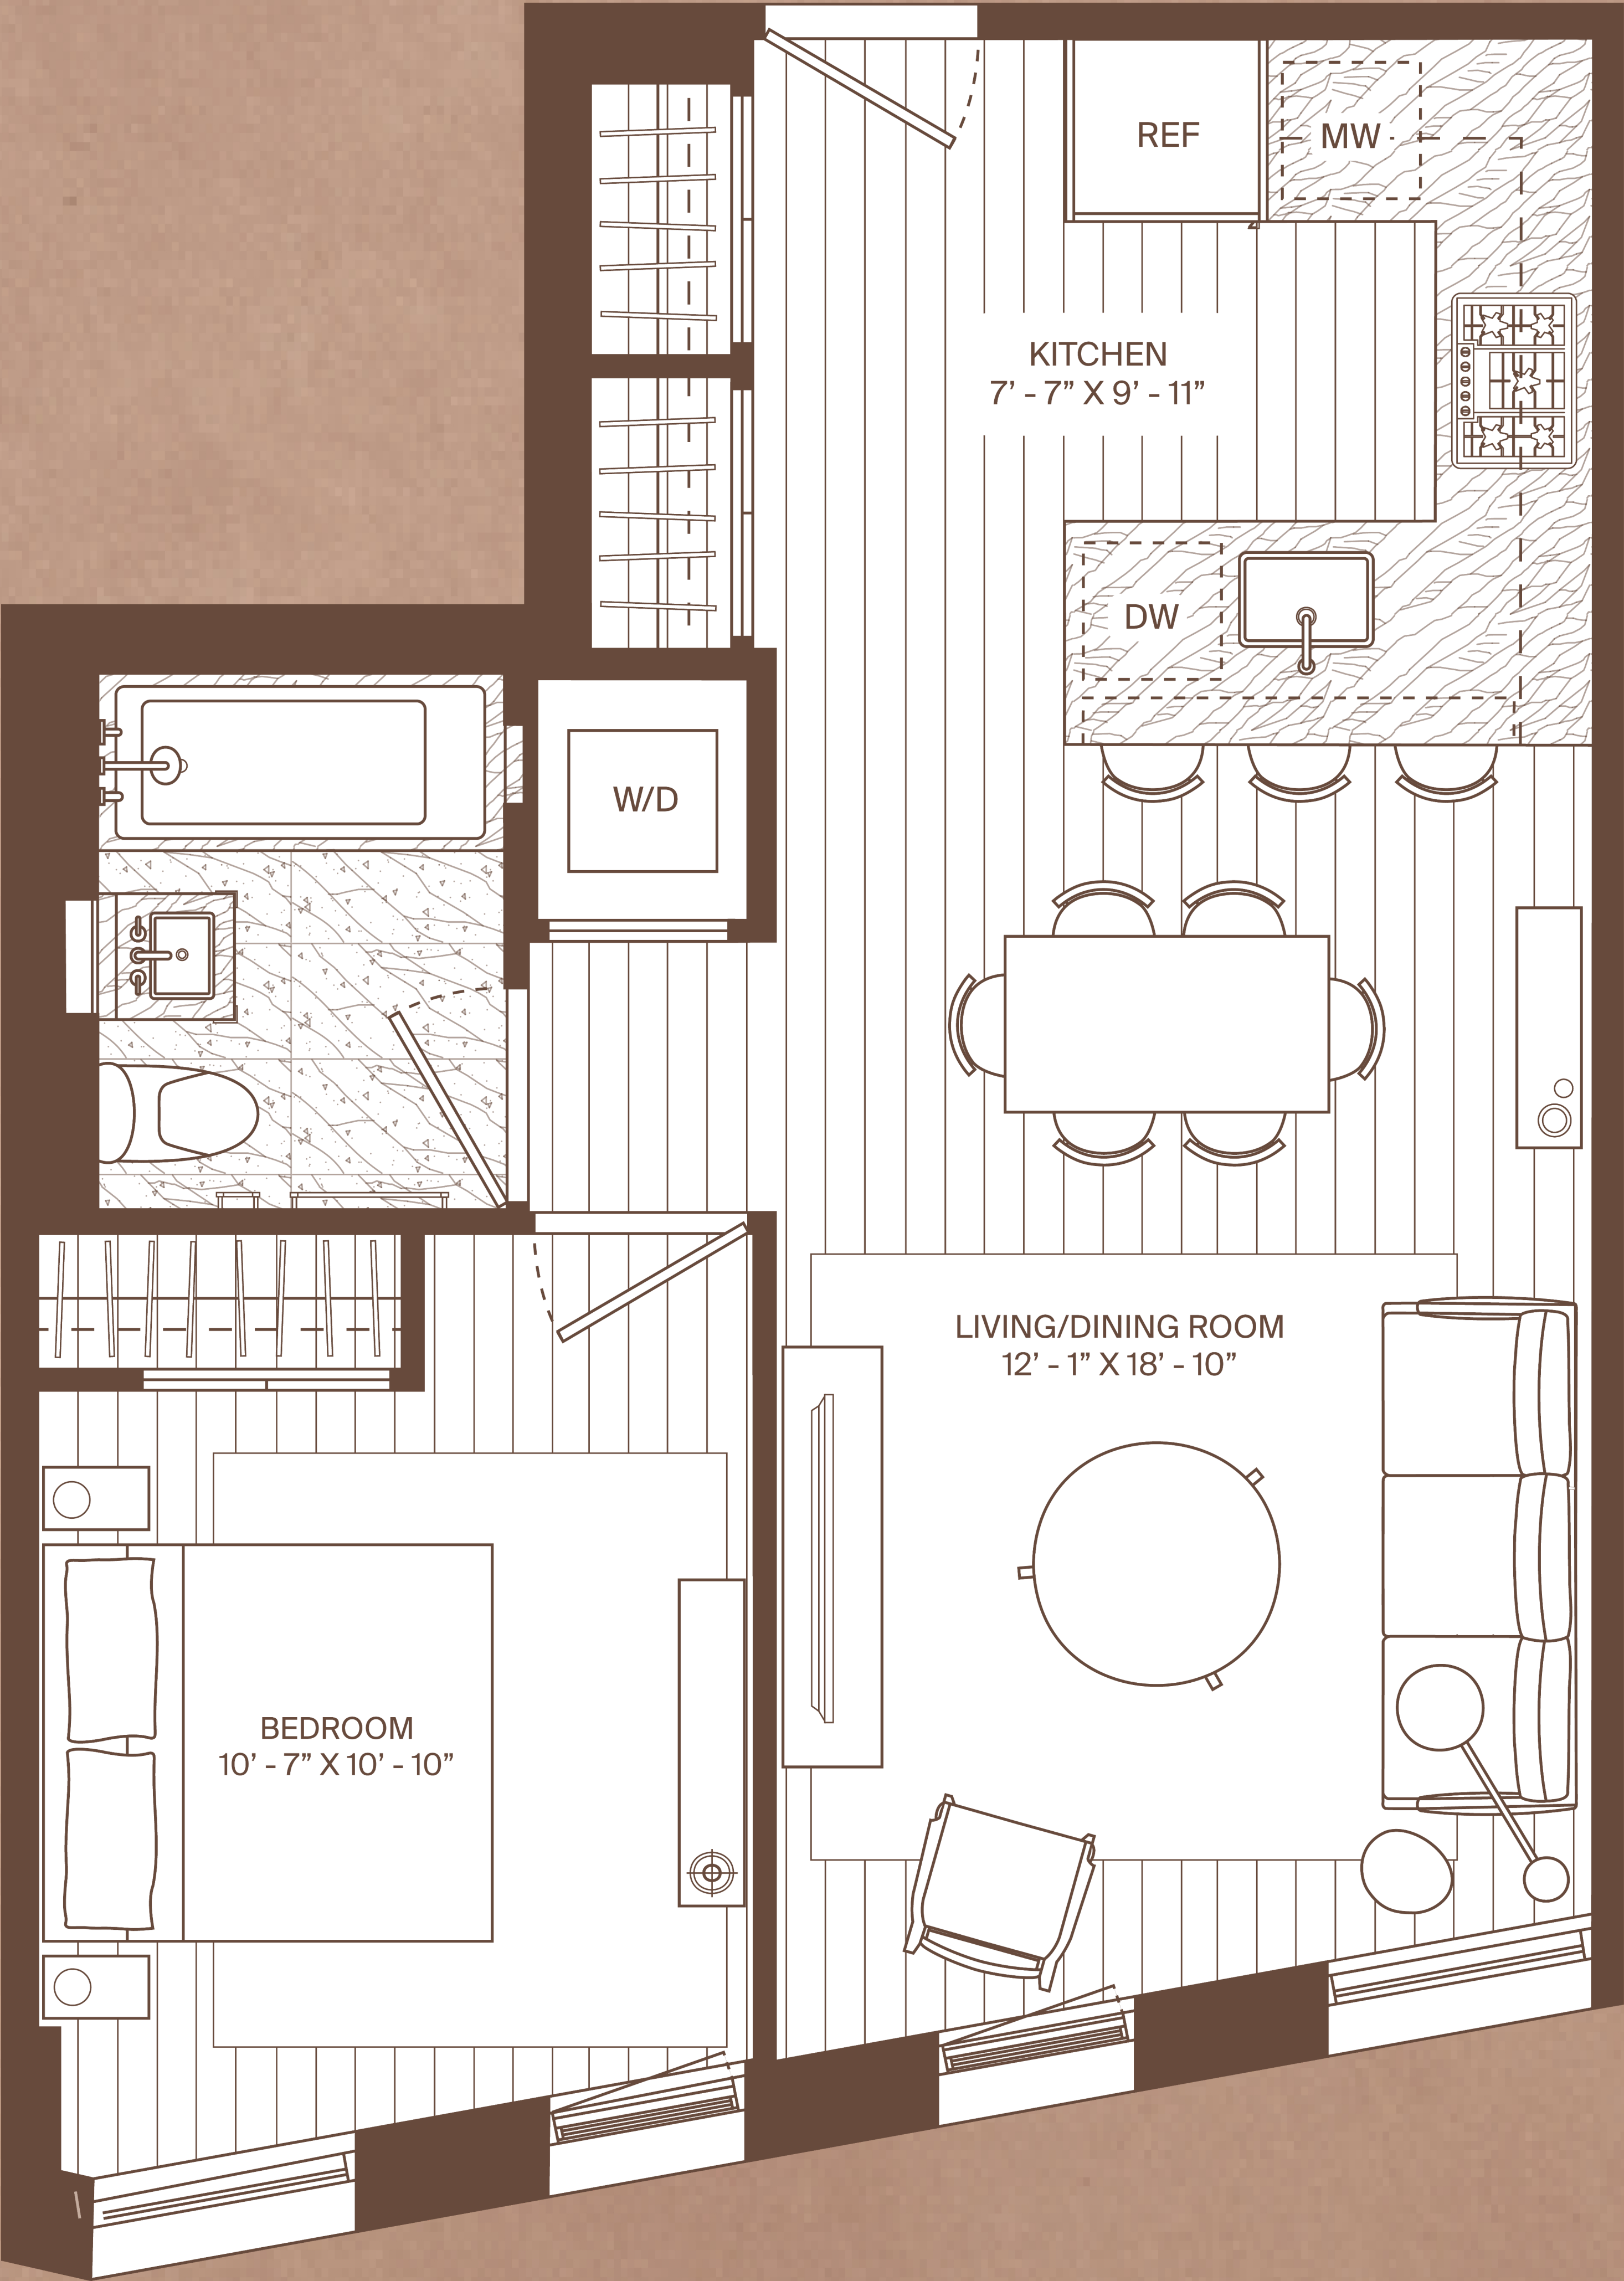 REF
MW
KITCHEN
7’ - 7” X 9’ - 11”
DW
W/D
LIVING/DINING ROOM
12’ - 1” X 18’ - 10”
BEDROOM
10’ - 7” X 10’ - 10”